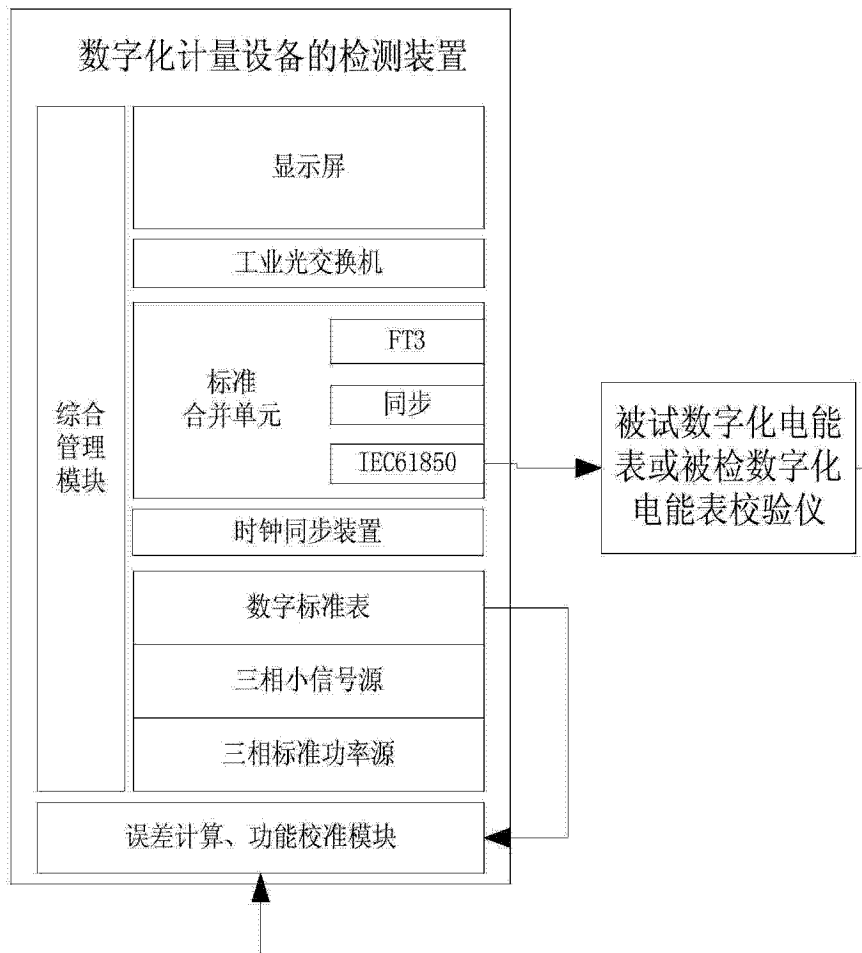 数字化计量设备的检测装置
显示屏
工业光交换机
标准
合并单元
FT3
同步
IEC61850
综合
管理
模块
时钟同步装置
数字标准表
三相小信号源
三相标准功率源
误差计算、功能校准模块
被试数字化电能
表或被检数字化
电能表校验仪